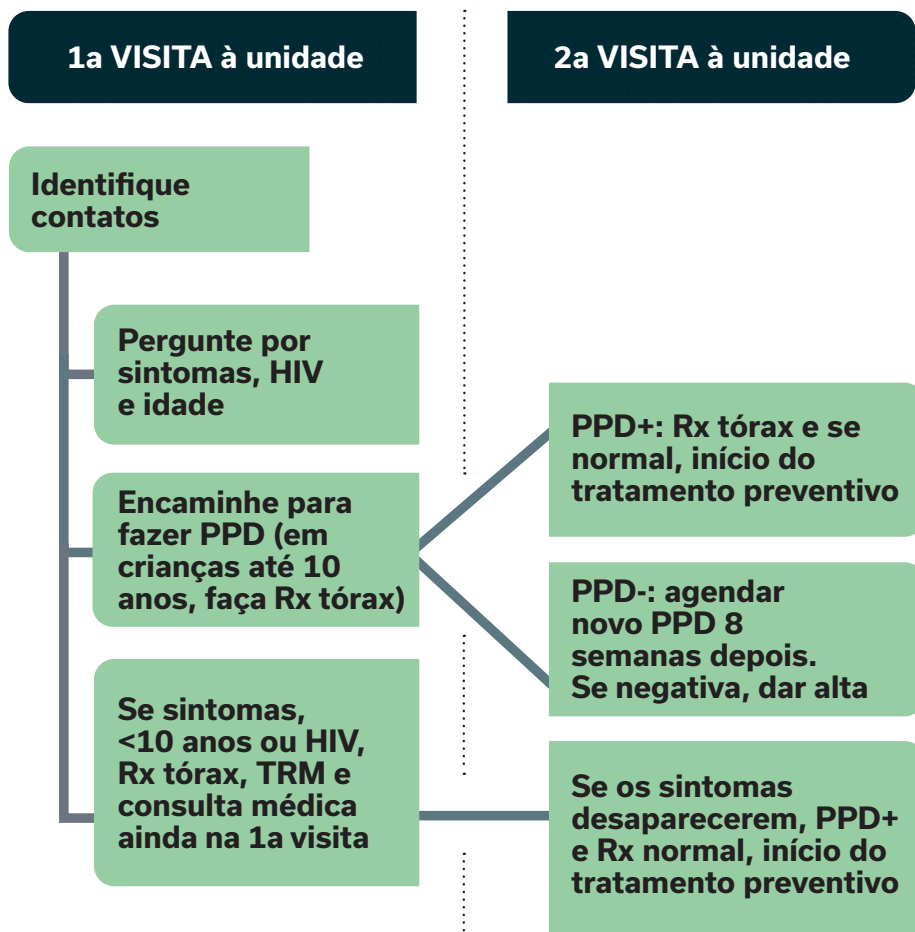 1a VISITA à unidade
2a VISITA à unidade
Identifique
contatos
Pergunte por
sintomas, HIV
e idade
Encaminhe para
fazer PPD (em
crianças até 10
anos, faça Rx tórax)
Se sintomas,
<10 anos ou HIV,
Rx tórax, TRM e
consulta médica
ainda na 1a visita
PPD+: Rx tórax e se
normal, início do
tratamento preventivo
PPD-: agendar
novo PPD 8
semanas depois.
Se negativa, dar alta
Se os sintomas
desaparecerem, PPD+
e Rx normal, início do
tratamento preventivo